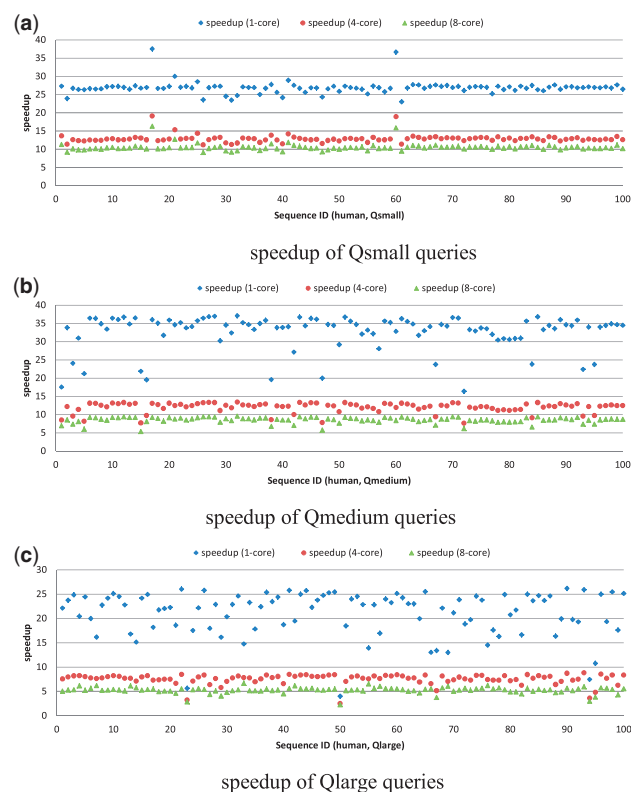 (a)
speedup (1-core) speedup (4-core) speedup (8-core)
40
35
30
25
20
15
10
5
0
speedup
0 10 20 30 40 50 60 70 80 90 100
Sequence ID (human, Qsmall)
speedup of Qsmall queries
(b)
speedup (1-core) speedup (4-core) speedup (8-core)
40
35
30
25
20
15
10
5
0
speedup
0 10 20 30 40 50 60 70 80 90 100
Sequence ID (human, Qmedium)
speedup of Qmedium queries
(c)
speedup (1-core) speedup (4-core) speedup (8-core)
30
25
20
15
10
5
0
speedup
0 10 20 30 40 50 60 70 80 90 100
Sequence ID (human, Qlarge)
speedup of Qlarge queries